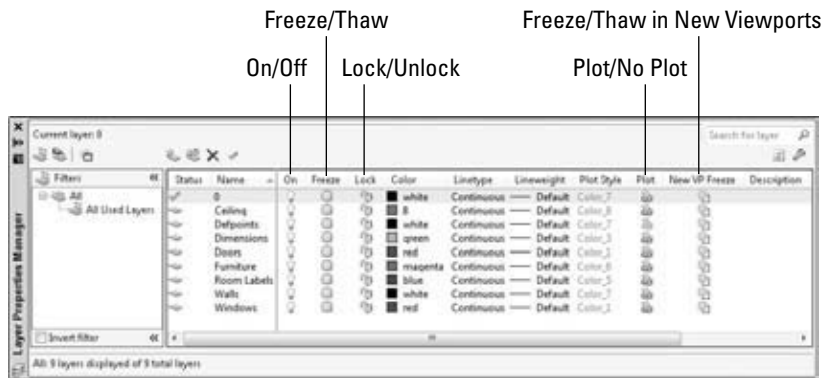 Freeze/Thaw Freeze/Thaw in New Viewports
On/Off Lock/Unlock Plot/No Plot
Current layer: 0 Search for layer
Filters Status Name On Freeze Lock Color Linetype Lineweight Plot Style Plot New VP Freeze Description
All 0 white Continuous Default Color_7
All Used Layers Ceiling 8 Continuous Default Color_8
Defpoints white Continuous Default Color_7
Dimensions green Continuous Default Color_3
Doors red Continuous Default Color_1
Furniture magenta Continuous Default Color_6
Room Labels blue Continuous Default Color_5
Walls white Continuous Default Color_7
Windows red Continuous Default Color_1
Invert filter
All: 9 layers displayed of 9 total layers
Layer Properties Manager